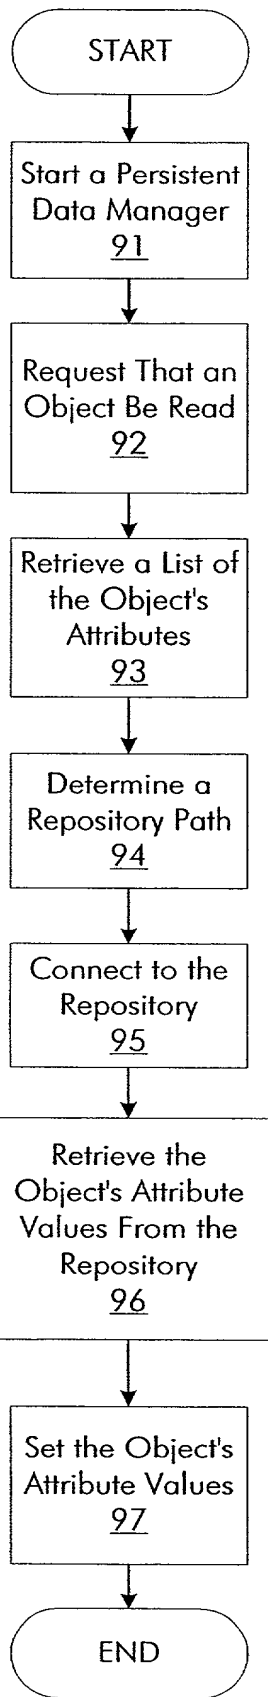 START
Start a Persistent
Data Manager
91
Request That an
Object Be Read
92
Retrieve a List of
the Object's
Attributes
93
Determine a
Repository Path
94
Connect to the
Repository
95
Retrieve the
Object's Attribute
Values From the
Repository
96
Set the Object's
Attribute Values
97
END